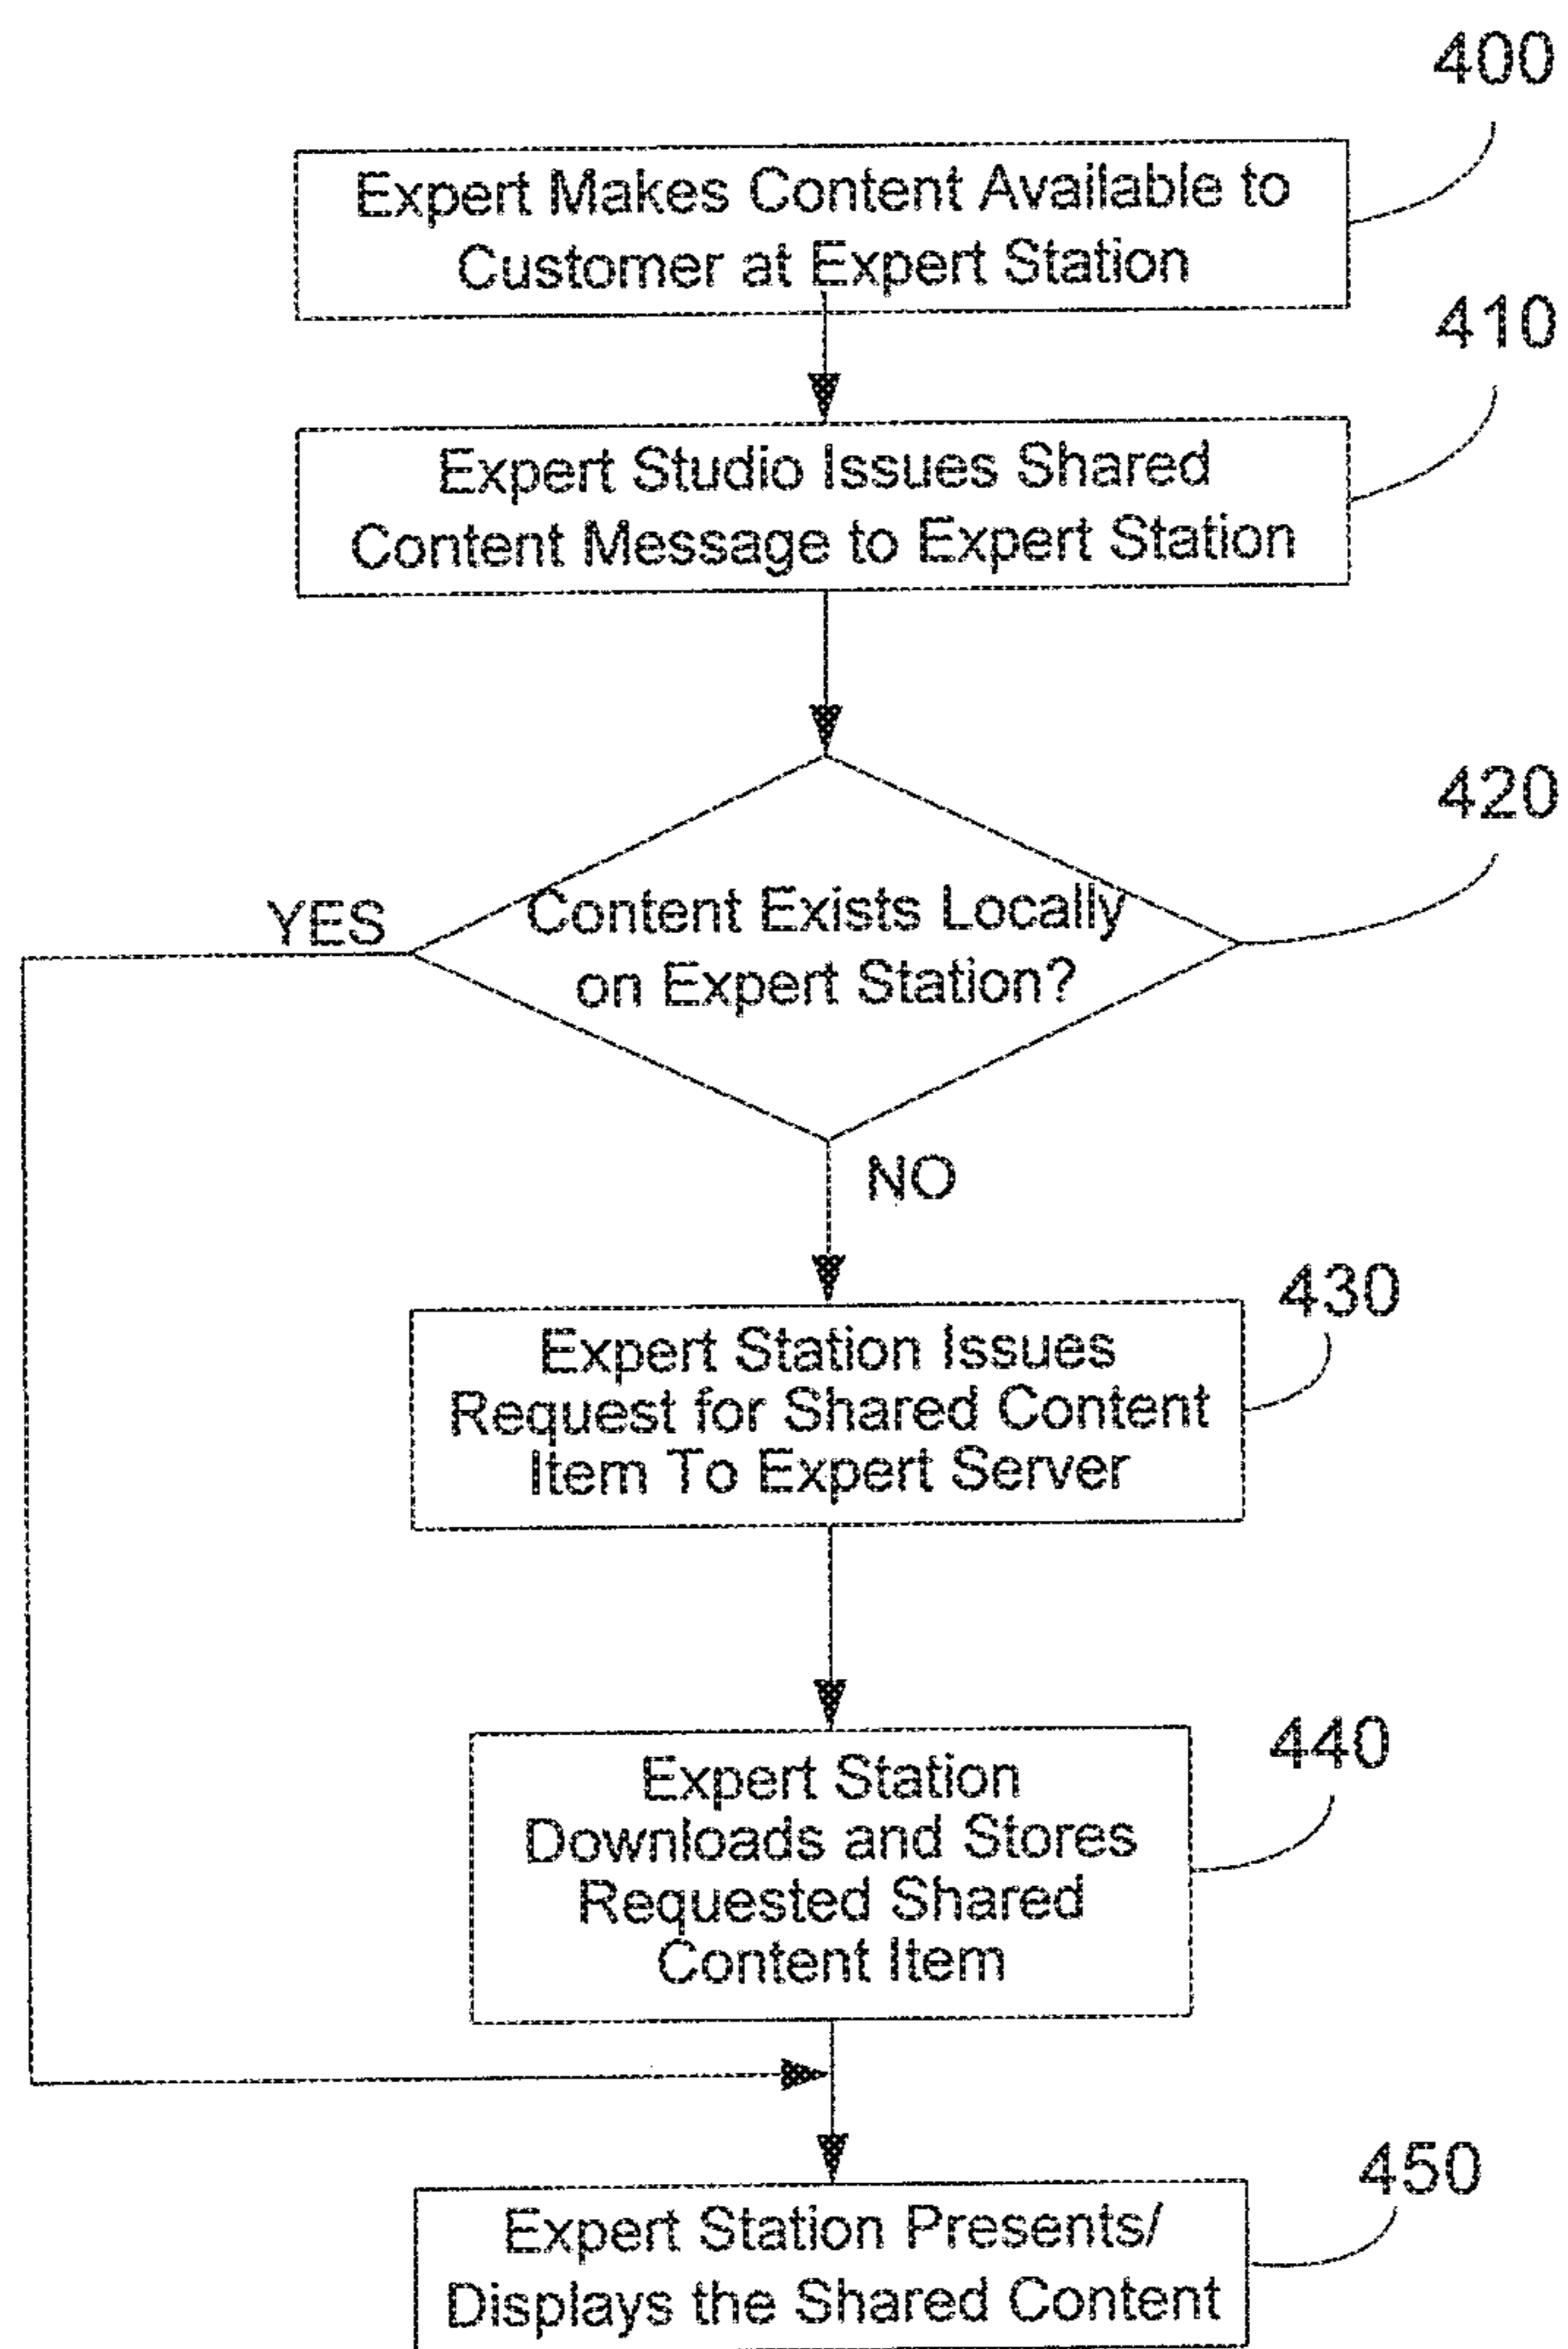 400
Expert Makes Content Available to
Customer at Expert Station
410
Expert Studio Issues Shared
Content Message to Expert Station
420
YES
Content Exists Locally
on Expert Station?
NO
430
Expert Station Issues
Request for Shared Content
Item To Expert Server
440
Expert Station
Downloads and Stores
Requested Shared
Content Item
450
Expert Station Presents/
Displays the Shared Content